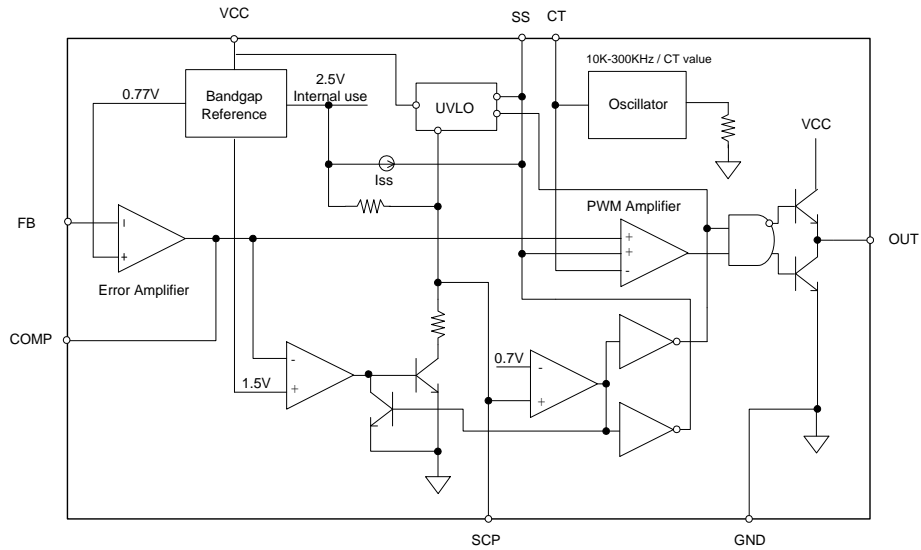 VCC
SS
CT
10K-300KHz / CT value
0.77V
Bandgap
Reference
2.5V
Internal use
UVLO
Oscillator
VCC
Iss
FB
-
+
Error Amplifier
PWM Amplifier
+
+
-
OUT
COMP
-
+
1.5V
0.7V
-
+
SCP
GND